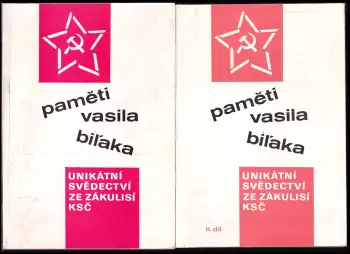 paměti
vasila
biľaka
UNIKÁTNÍ
SVĚDECTVÍ
ZE ZÁKULISÍ
KSČ
paměti
vasila
biľaka
UNIKÁTNÍ
SVĚDECTVÍ
ZE ZÁKULISÍ
KSČ
II. díl